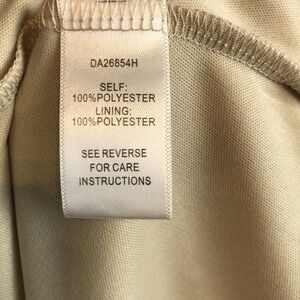 DA26854H
SELF:
100%POLYESTER
LINING:
100%POLYESTER
SEE REVERSE
FOR CARE
INSTRUCTIONS